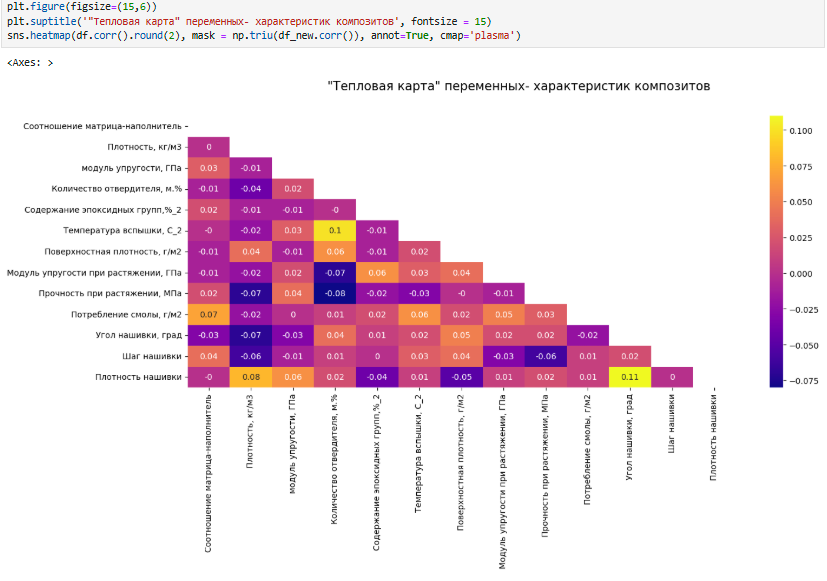 plt.figure(figsize=(15,6))
plt.suptitle('"Тепловая карта" переменных- характеристик композитов', fontsize = 15)
sns.heatmap(df.corr().round(2), mask = np.triu(df_new.corr()), annot=True, cmap='plasma')
<Axes: >
"Тепловая карта" переменных- характеристик композитов
Соотношение матрица-наполнитель
Плотность, кг/м3 0
модуль упругости, ГПа 0.03 -0.01
Количество отвердителя, м.% -0.01 -0.04 0.02
Содержание эпоксидных групп,%_2 0.02 -0.01 -0.01 -0
Температура вспышки, С_2 -0 -0.02 0.03 0.1 -0.01
Поверхностная плотность, г/м2 -0.01 0.04 -0.01 0.06 -0.01 0.02
Модуль упругости при растяжении, ГПа -0.01 -0.02 0.02 -0.07 0.06 0.03 0.04
Прочность при растяжении, МПа 0.02 -0.07 0.04 -0.08 -0.02 -0.03 -0 -0.01
Потребление смолы, г/м2 0.07 -0.02 0 0.01 0.02 0.06 0.02 0.05 0.03
Угол нашивки, град -0.03 -0.07 -0.03 0.04 0.01 0.02 0.05 0.02 0.02 -0.02
Шаг нашивки 0.04 -0.06 -0.01 0.01 0 0.03 0.04 -0.03 -0.06 0.01 0.02
Плотность нашивки -0 0.08 0.06 0.02 -0.04 0.01 -0.05 0.01 0.02 0.01 0.11 0
Соотношение матрица-наполнитель
Плотность, кг/м3
модуль упругости, ГПа
Количество отвердителя, м.%
Содержание эпоксидных групп,%_2
Температура вспышки, С_2
Поверхностная плотность, г/м2
Модуль упругости при растяжении, ГПа
Прочность при растяжении, МПа
Потребление смолы, г/м2
Угол нашивки, град
Шаг нашивки
Плотность нашивки
0.100
0.075
0.050
0.025
0.000
−0.025
−0.050
−0.075